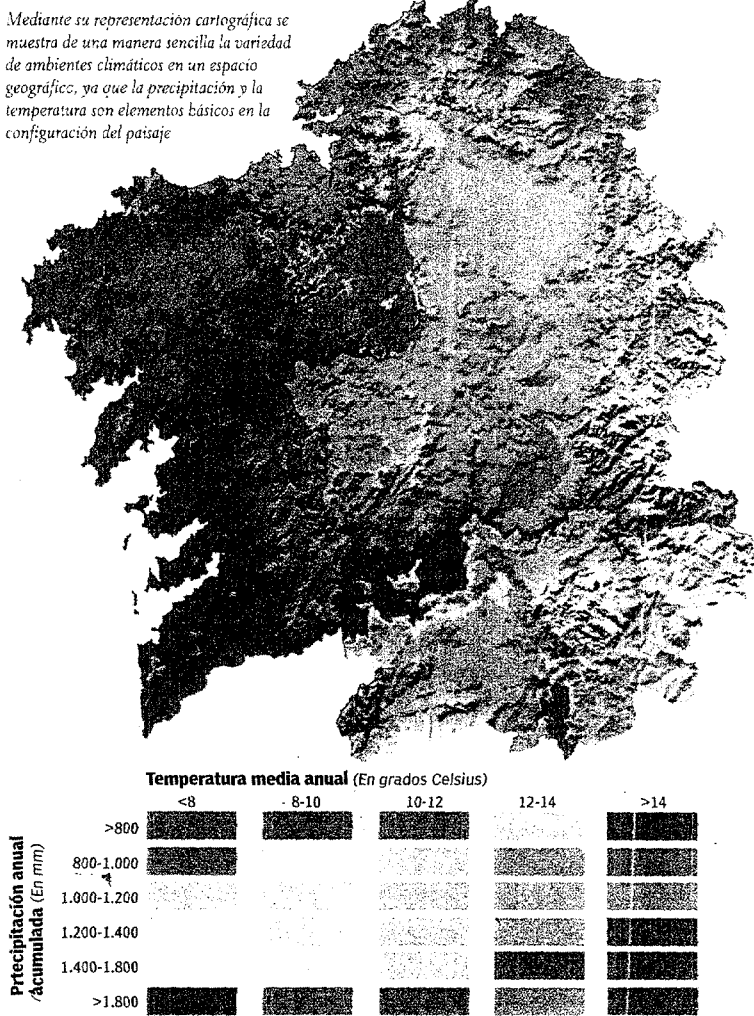 Mediante su representación cartográfica se
muestra de una manera sencilla la variedad
de ambientes climáticos en un espacio
geográfico, ya que la precipitación y la
temperatura son elementos básicos en la
configuración del paisaje
Temperatura media anual (En grados Celsius)
<8 8-10 10-12 12-14 >14
Prtecipitación anual
acumulada (En mm)
>800
800-1.000
1.000-1.200
1.200-1.400
1.400-1.800
>1.800